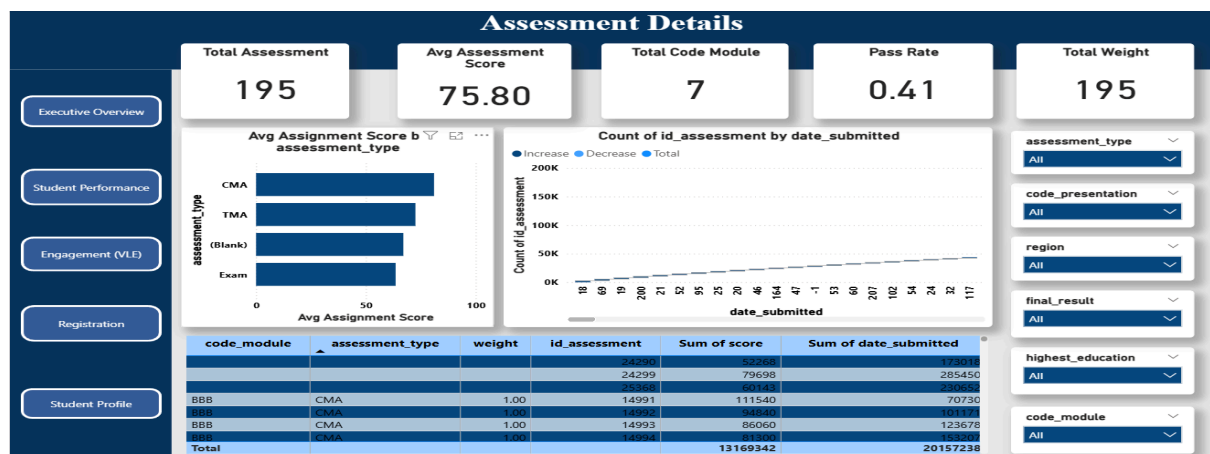 Assessment Details
Total Assessment
195
Avg Assessment
Score
75.80
Total Code Module
7
Pass Rate
0.41
Total Weight
195
Executive Overview
Student Performance
Engagement (VLE)
Registration
Student Profile
Avg Assignment Score b
assessment_type
assessment_type
CMA
TMA
(Blank)
Exam
0 50 100
Avg Assignment Score
Count of id_assessment by date_submitted
Increase Decrease Total
Count of id_assessment
200K
150K
100K
50K
0K
18 69 19 200 21 52 95 25 20 46 164 47 -1 53 60 207 102 54 24 32 117
date_submitted
assessment_type
All
code_presentation
All
region
All
final_result
All
highest_education
All
code_module
All
code_module assessment_type weight id_assessment Sum of score Sum of date_submitted
24290 52268 173018
24299 79698 285450
25368 60143 230652
BBB CMA 1.00 14991 111540 70730
BBB CMA 1.00 14992 94840 101171
BBB CMA 1.00 14993 86060 123678
BBB CMA 1.00 14994 81300 153207
Total 13169342 20157238